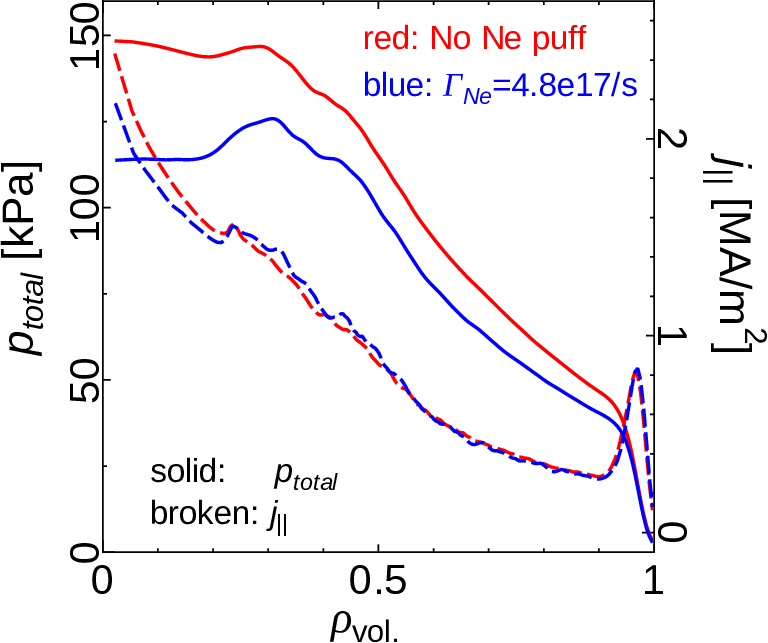 red: No Ne puff
blue: Γ_Ne=4.8e17/s
150
100
50
0
p_total [kPa]
2
1
0
j_|| [MA/m²]
solid: p_total
broken: j_||
0 0.5 1
ρ_vol.